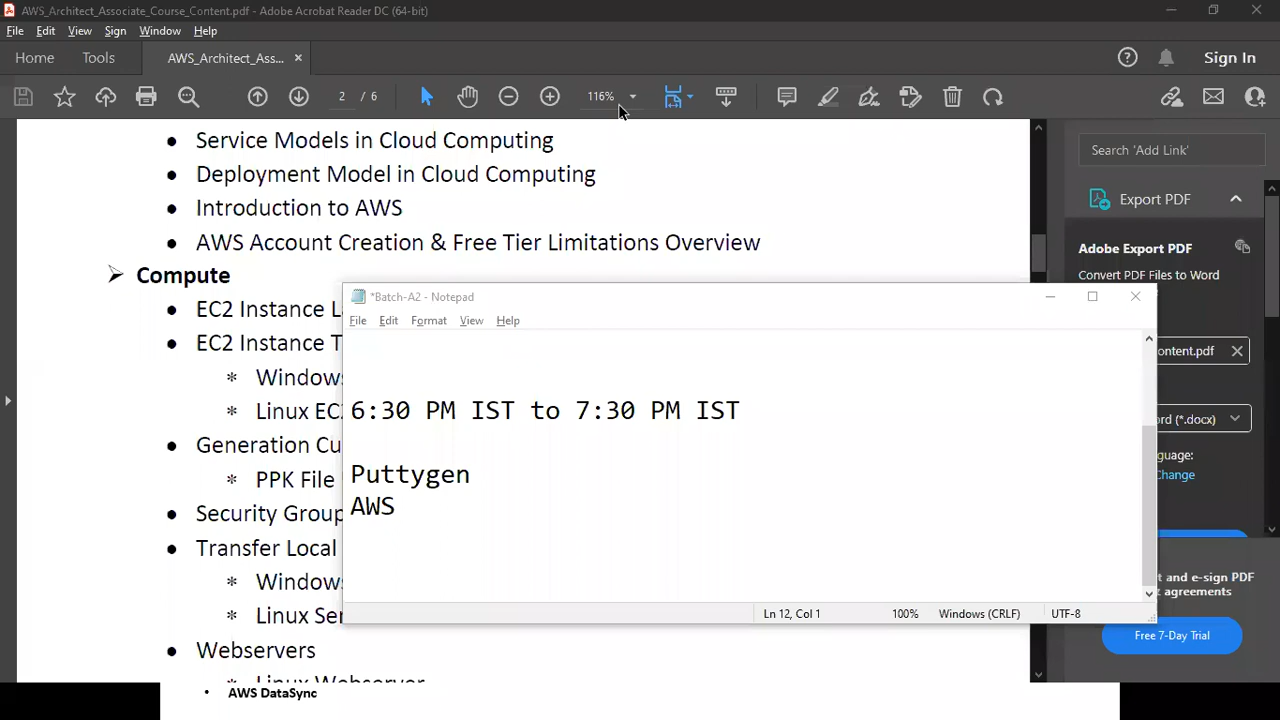 AWS_Architect_Associate_Course_Content.pdf - Adobe Acrobat Reader DC (64-bit)
File Edit View Sign Window Help
Home Tools AWS_Architect_Ass... Sign In
2 / 6 116%
Service Models in Cloud Computing
Deployment Model in Cloud Computing
Introduction to AWS
AWS Account Creation & Free Tier Limitations Overview
Compute
EC2 Instance L
EC2 Instance T
* Windows
* Linux EC2
Generation Cu
* PPK File
Security Group
Transfer Local
* Windows
* Linux Ser
Webservers
AWS DataSync
*Batch-A2 - Notepad
File Edit Format View Help
6:30 PM IST to 7:30 PM IST
Puttygen
AWS
Ln 12, Col 1 100% Windows (CRLF) UTF-8
Search 'Add Link'
Export PDF
Adobe Export PDF
Convert PDF Files to Word
ontent.pdf
ord (*.docx)
nguage:
Change
t and e-sign PDF
agreements
Free 7-Day Trial